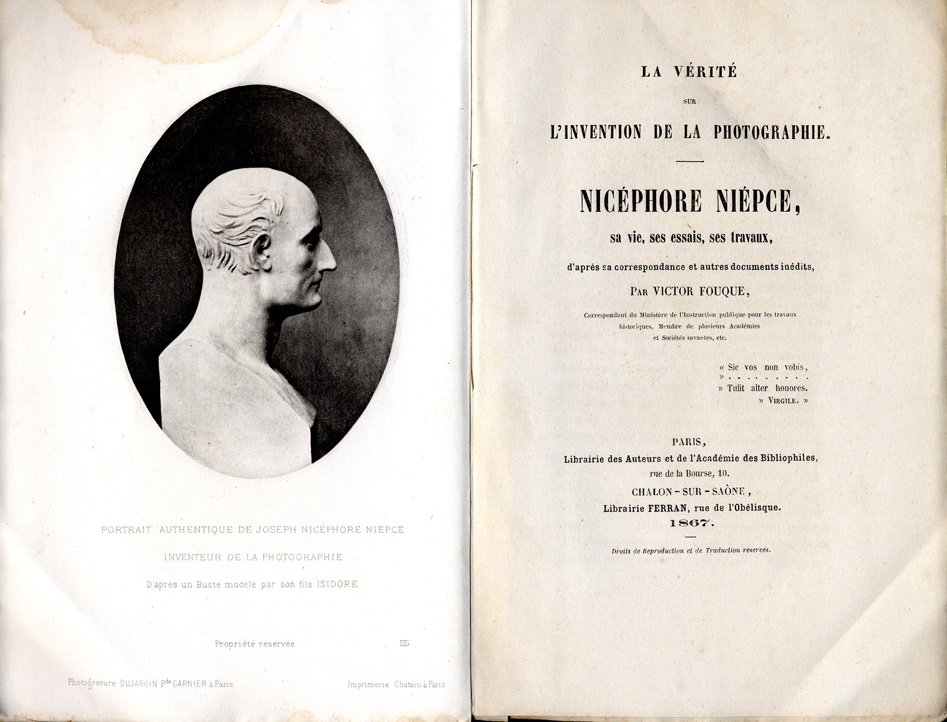 PORTRAIT AUTHENTIQUE DE JOSEPH NICÉPHORE NIEPCE
INVENTEUR DE LA PHOTOGRAPHIE
D'après un Buste modelé par son fils ISIDORE
Propriété réservée
Photogravure DUJARDIN Pde GARNIER à Paris
Imprimerie Chatain à Paris
LA VÉRITÉ
SUR
L'INVENTION DE LA PHOTOGRAPHIE.
NICÉPHORE NIÉPCE,
sa vie, ses essais, ses travaux,
d'après sa correspondance et autres documents inédits,
PAR VICTOR FOUQUE,
Correspondant du Ministère de l'Instruction publique pour les travaux
historiques, Membre de plusieurs Académies
et Sociétés savantes, etc.
« Sic vos non vobis,
» . . . . . . . . .
» Tulit alter honores.
» VIRGILE. »
PARIS,
Librairie des Auteurs et de l'Académie des Bibliophiles,
rue de la Bourse, 10.
CHALON-SUR-SAÔNE,
Librairie FERRAN, rue de l'Obélisque.
1867.
Droits de Reproduction et de Traduction réservés.